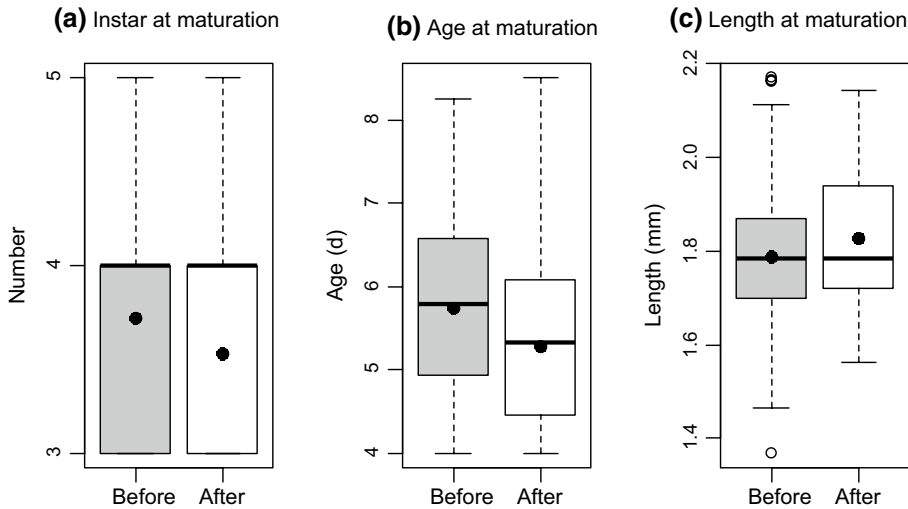 (a) Instar at maturation
Number
5
4
3
Before After
(b) Age at maturation
Age (d)
8
7
6
5
4
Before After
(c) Length at maturation
Length (mm)
2.2
2.0
1.8
1.6
1.4
Before After